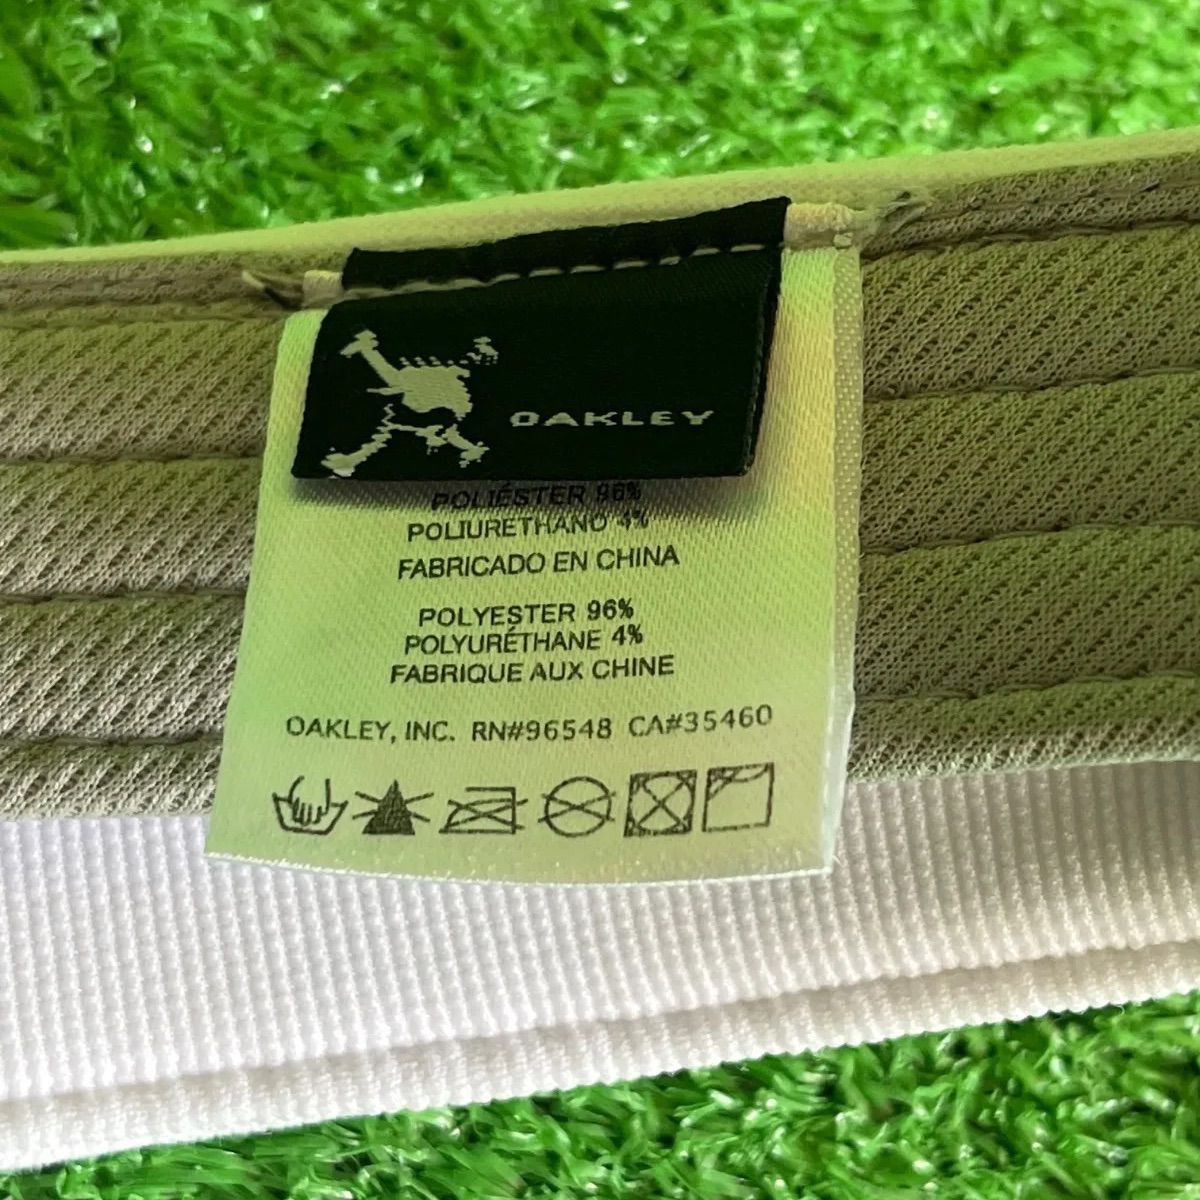 OAKLEY
POLIÉSTER 96%
POLIURETHANO 4%
FABRICADO EN CHINA
POLYESTER 96%
POLYURÉTHANE 4%
FABRIQUE AUX CHINE
OAKLEY, INC. RN#96548 CA#35460